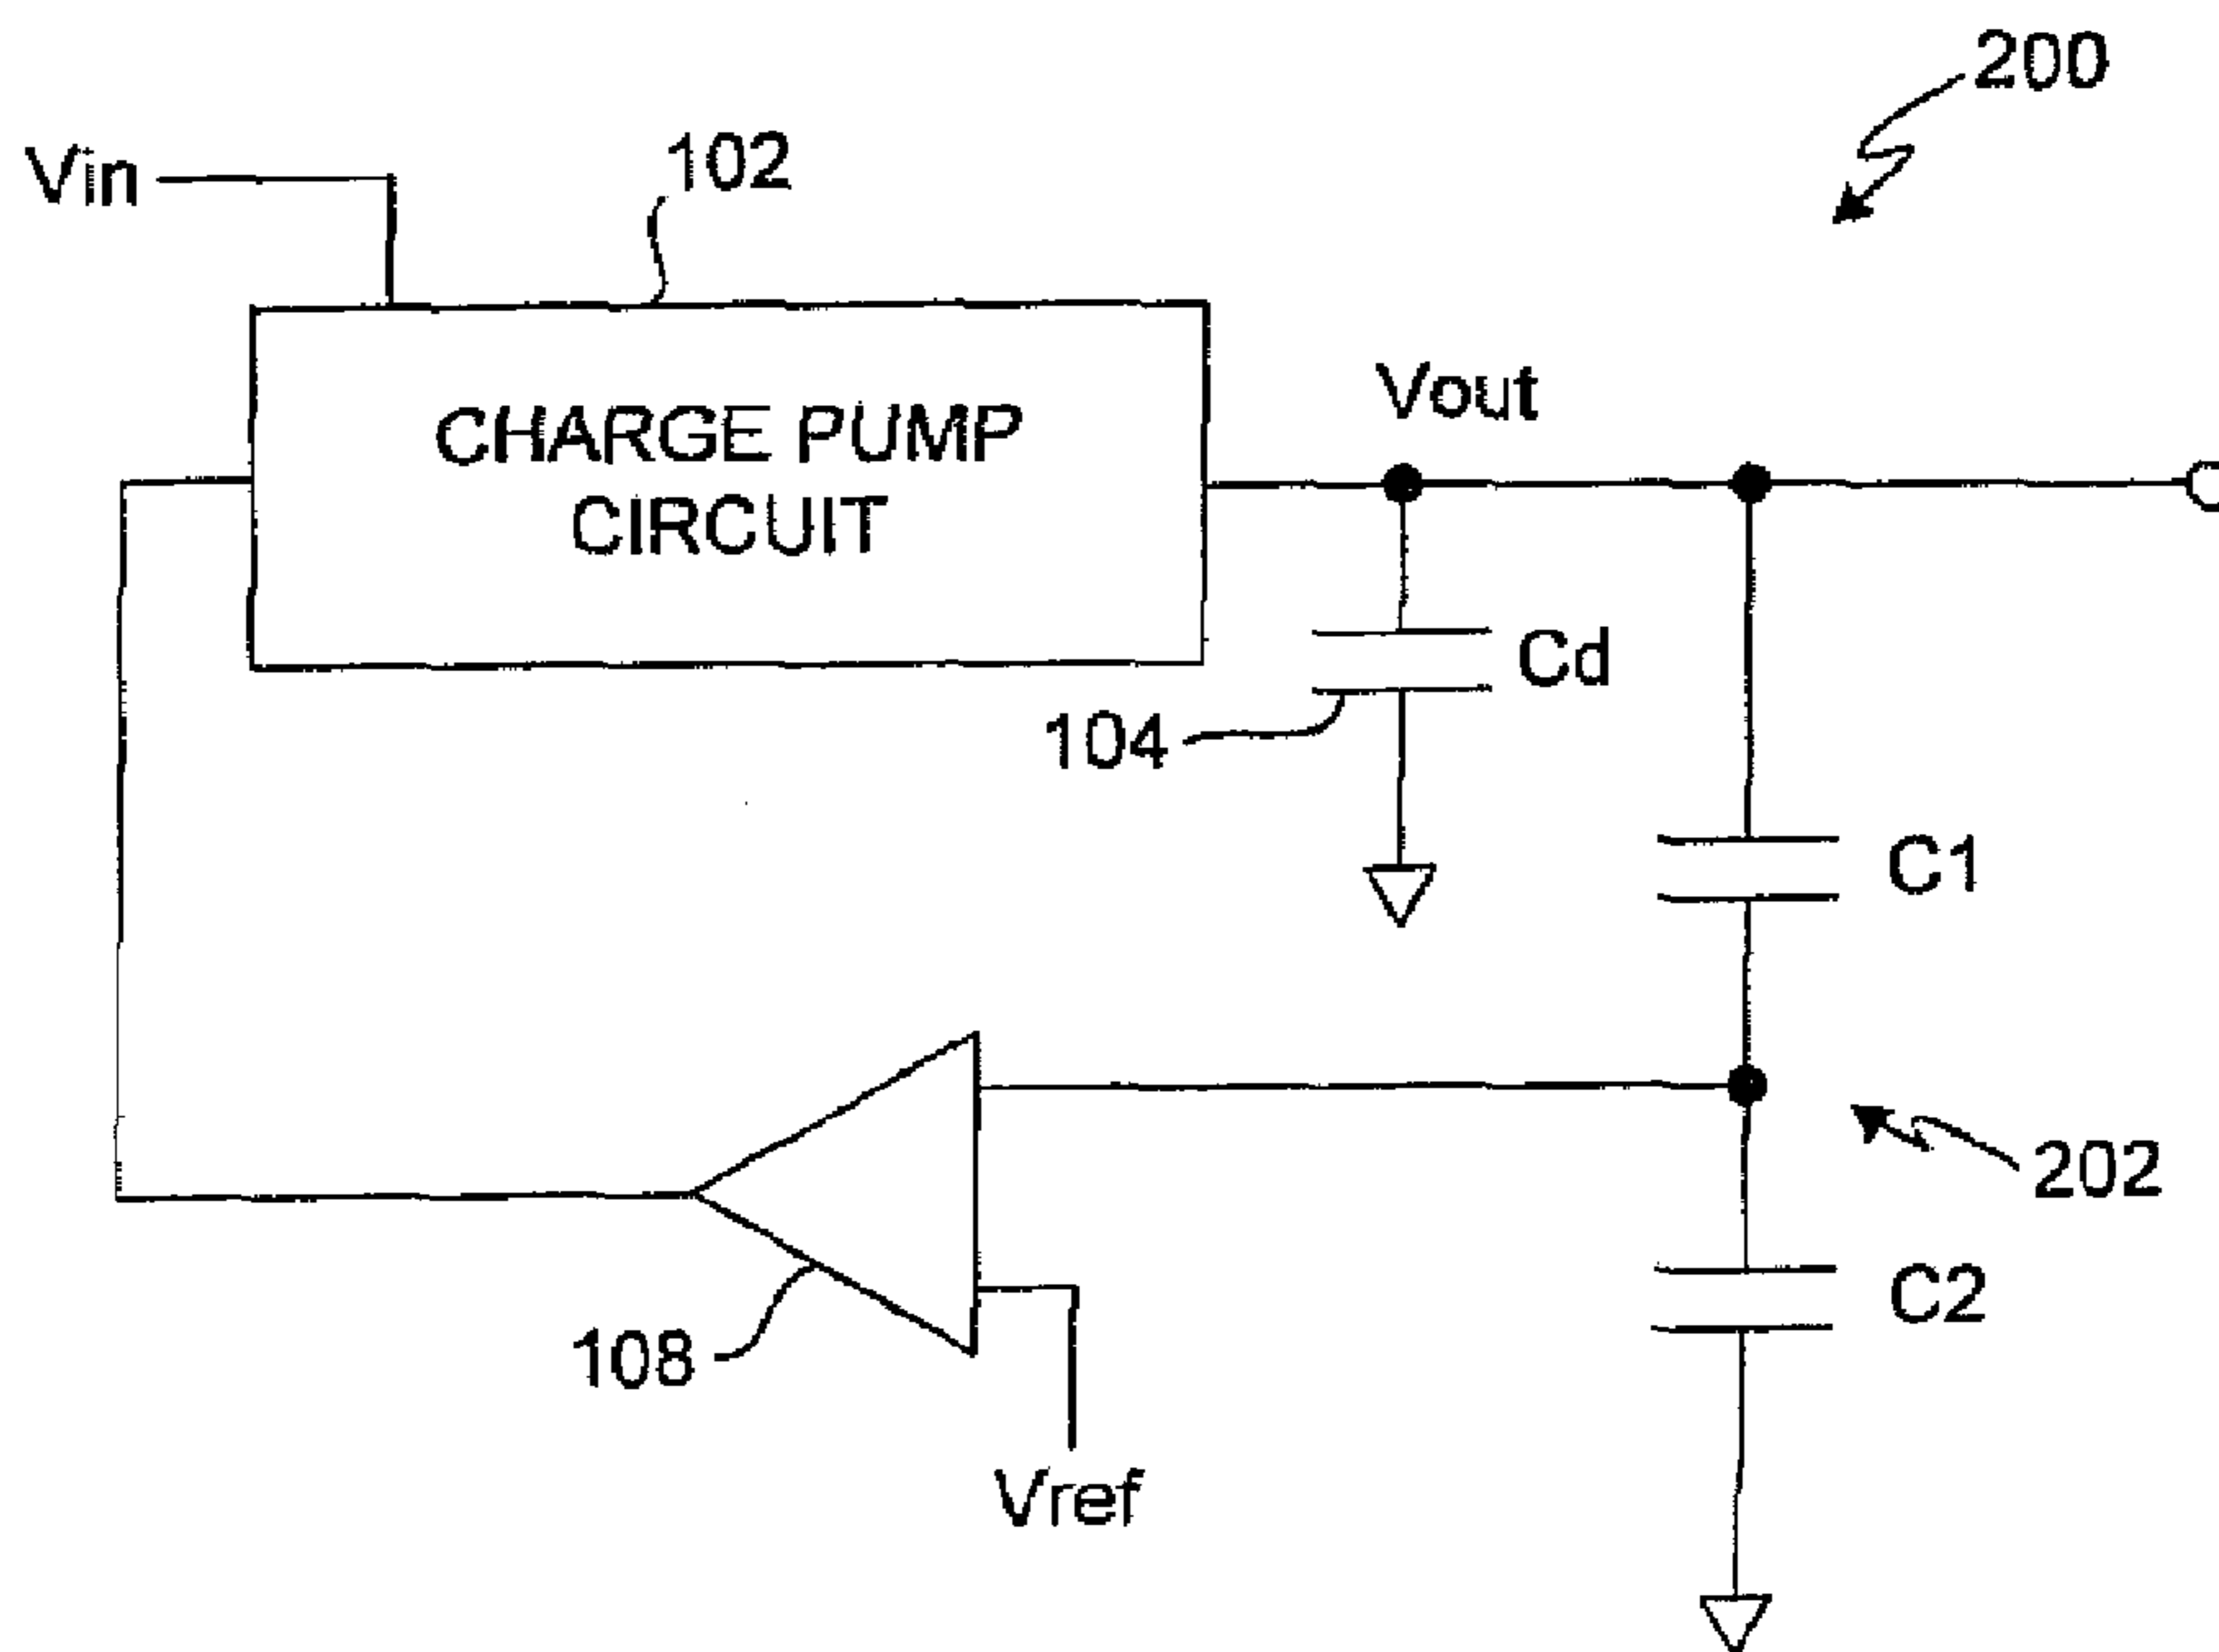 200
Vin
102
CHARGE PUMP
CIRCUIT
Vout
Cd
104
C1
202
C2
108
Vref